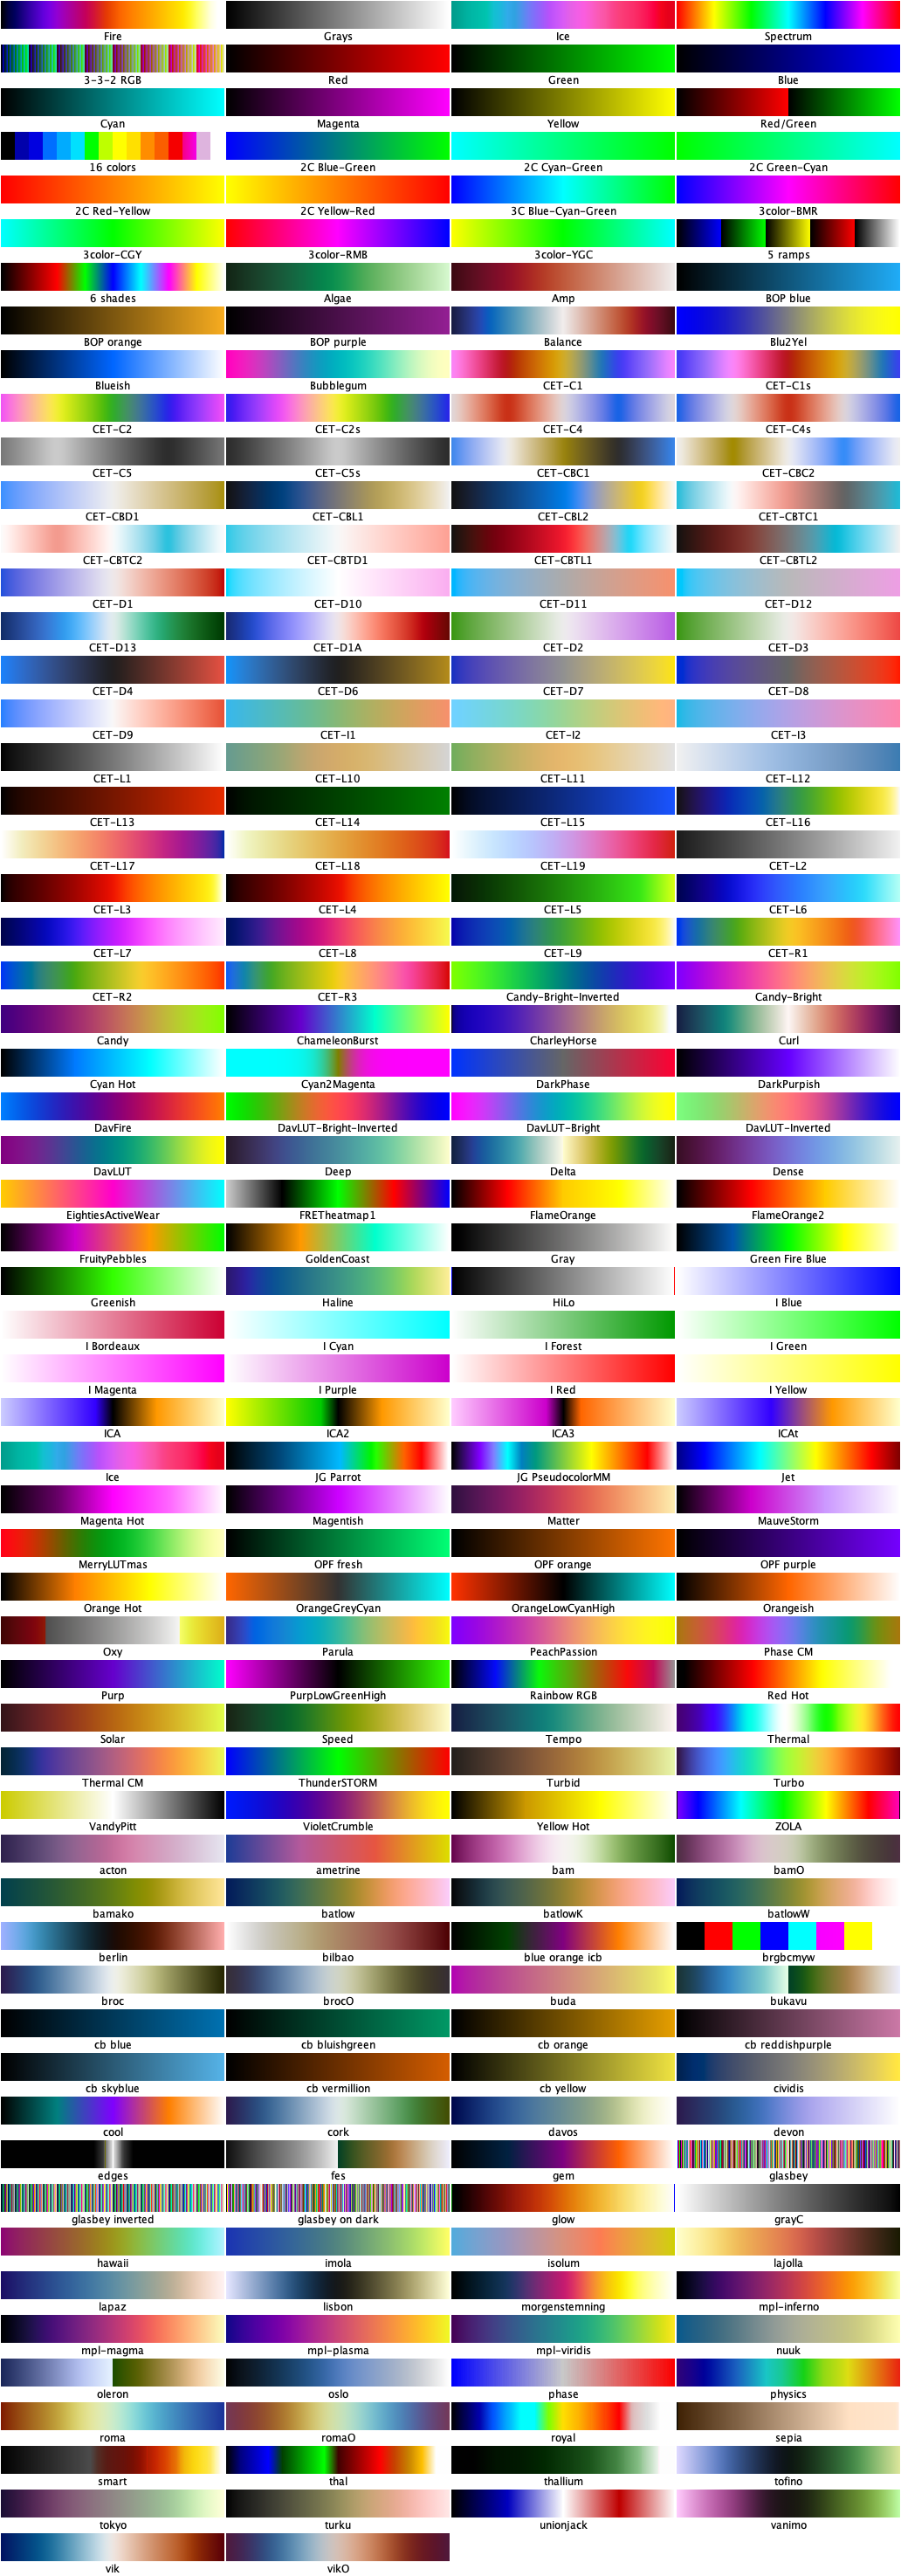 Fire Grays Ice Spectrum
3-3-2 RGB Red Green Blue
Cyan Magenta Yellow Red/Green
16 colors 2C Blue-Green 2C Cyan-Green 2C Green-Cyan
2C Red-Yellow 2C Yellow-Red 3C Blue-Cyan-Green 3color-BMR
3color-CGY 3color-RMB 3color-YGC 5 ramps
6 shades Algae Amp BOP blue
BOP orange BOP purple Balance Blu2Yel
Blueish Bubblegum CET-C1 CET-C1s
CET-C2 CET-C2s CET-C4 CET-C4s
CET-C5 CET-C5s CET-CBC1 CET-CBC2
CET-CBD1 CET-CBL1 CET-CBL2 CET-CBTC1
CET-CBTC2 CET-CBTD1 CET-CBTL1 CET-CBTL2
CET-D1 CET-D10 CET-D11 CET-D12
CET-D13 CET-D1A CET-D2 CET-D3
CET-D4 CET-D6 CET-D7 CET-D8
CET-D9 CET-I1 CET-I2 CET-I3
CET-L1 CET-L10 CET-L11 CET-L12
CET-L13 CET-L14 CET-L15 CET-L16
CET-L17 CET-L18 CET-L19 CET-L2
CET-L3 CET-L4 CET-L5 CET-L6
CET-L7 CET-L8 CET-L9 CET-R1
CET-R2 CET-R3 Candy-Bright-Inverted Candy-Bright
Candy ChameleonBurst CharleyHorse Curl
Cyan Hot Cyan2Magenta DarkPhase DarkPurpish
DavFire DavLUT-Bright-Inverted DavLUT-Bright DavLUT-Inverted
DavLUT Deep Delta Dense
EightiesActiveWear FRETheatmap1 FlameOrange FlameOrange2
FruityPebbles GoldenCoast Gray Green Fire Blue
Greenish Haline HiLo I Blue
I Bordeaux I Cyan I Forest I Green
I Magenta I Purple I Red I Yellow
ICA ICA2 ICA3 ICAt
Ice JG Parrot JG PseudocolorMM Jet
Magenta Hot Magentish Matter MauveStorm
MerryLUTmas OPF fresh OPF orange OPF purple
Orange Hot OrangeGreyCyan OrangeLowCyanHigh Orangeish
Oxy Parula PeachPassion Phase CM
Purp PurpLowGreenHigh Rainbow RGB Red Hot
Solar Speed Tempo Thermal
Thermal CM ThunderSTORM Turbid Turbo
VandyPitt VioletCrumble Yellow Hot ZOLA
acton ametrine bam bamO
bamako batlow batlowK batlowW
berlin bilbao blue orange icb brgbcmyw
broc brocO buda bukavu
cb blue cb bluishgreen cb orange cb reddishpurple
cb skyblue cb vermillion cb yellow cividis
cool cork davos devon
edges fes gem glasbey
glasbey inverted glasbey on dark glow grayC
hawaii imola isolum lajolla
lapaz lisbon morgenstemning mpl-inferno
mpl-magma mpl-plasma mpl-viridis nuuk
oleron oslo phase physics
roma romaO royal sepia
smart thal thallium tofino
tokyo turku unionjack vanimo
vik vikO